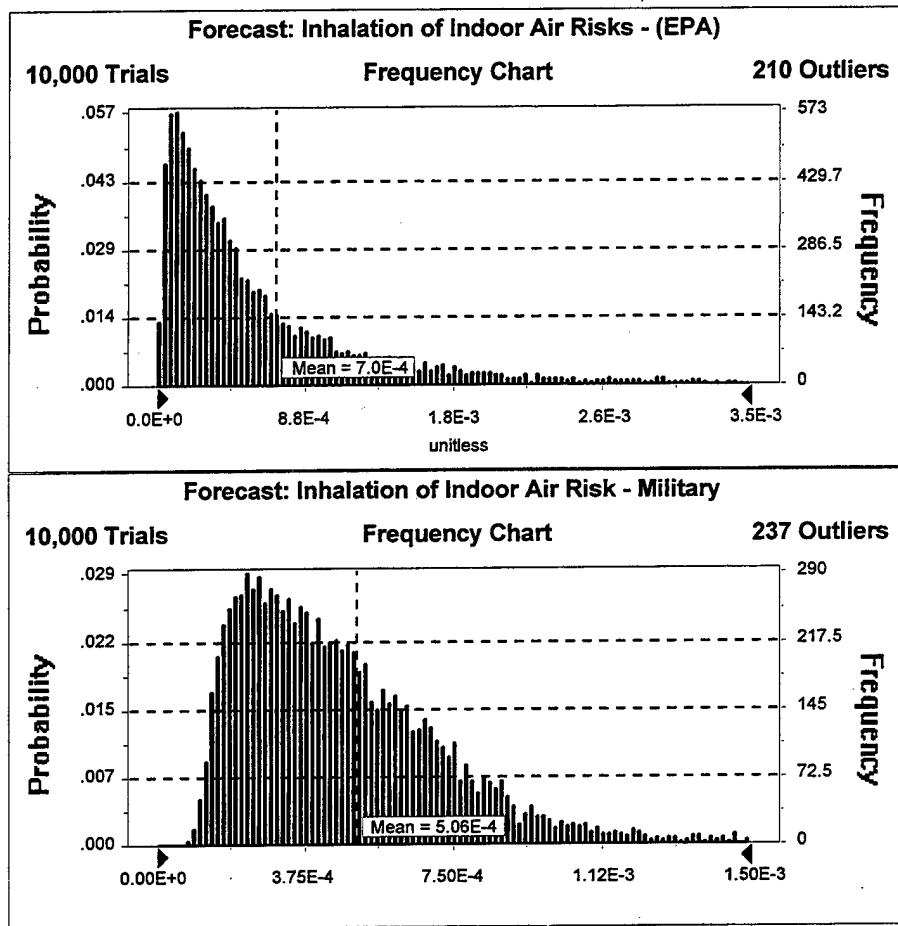 Forecast: Inhalation of Indoor Air Risks - (EPA)
10,000 Trials Frequency Chart 210 Outliers
.057
.043
.029
.014
.000
Probability
573
429.7
286.5
143.2
0
Frequency
Mean = 7.0E-4
0.0E+0 8.8E-4 1.8E-3 2.6E-3 3.5E-3
unitless
Forecast: Inhalation of Indoor Air Risk - Military
10,000 Trials Frequency Chart 237 Outliers
.029
.022
.015
.007
.000
Probability
290
217.5
145
72.5
0
Frequency
Mean = 5.06E-4
0.00E+0 3.75E-4 7.50E-4 1.12E-3 1.50E-3